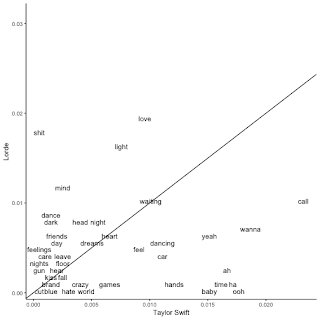 0.03
love
0.02
shit
light
Lorde
mind
waiting
call
0.01
dance
dark
head night
wanna
friends
heart
yeah
day
dreams
dancing
feelings
feel
care leave
car
nights
floor
gun
hear
ah
kiss fall
brand
crazy
games
hands
time ha
cutblue
hate world
baby
ooh
0.00
0.000
0.005
0.010
0.015
0.020
Taylor Swift